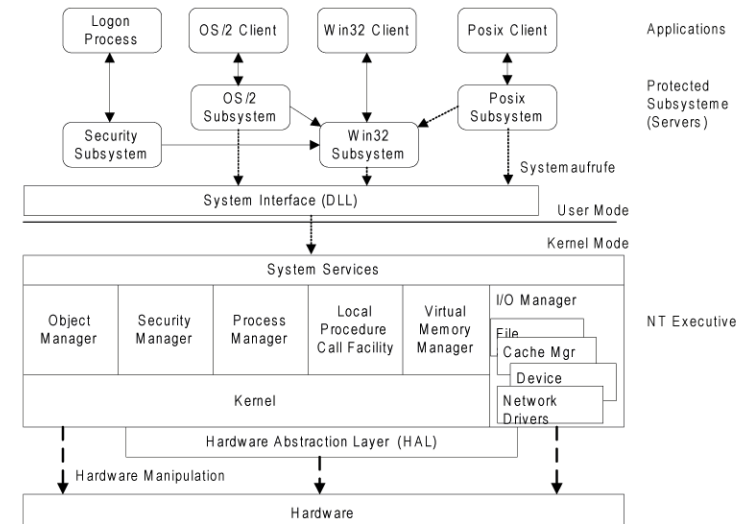 Logon
Process
OS/2 Client
Win32 Client
Posix Client
Applications
OS/2
Subsystem
Posix
Subsystem
Protected
Subsysteme
(Servers)
Security
Subsystem
Win32
Subsystem
Systemaufrufe
System Interface (DLL)
User Mode
Kernel Mode
System Services
Object
Manager
Security
Manager
Process
Manager
Local
Procedure
Call Facility
Virtual
Memory
Manager
I/O Manager
File
Cache Mgr
Device
Network
Drivers
NT Executive
Kernel
Hardware Abstraction Layer (HAL)
Hardware Manipulation
Hardware